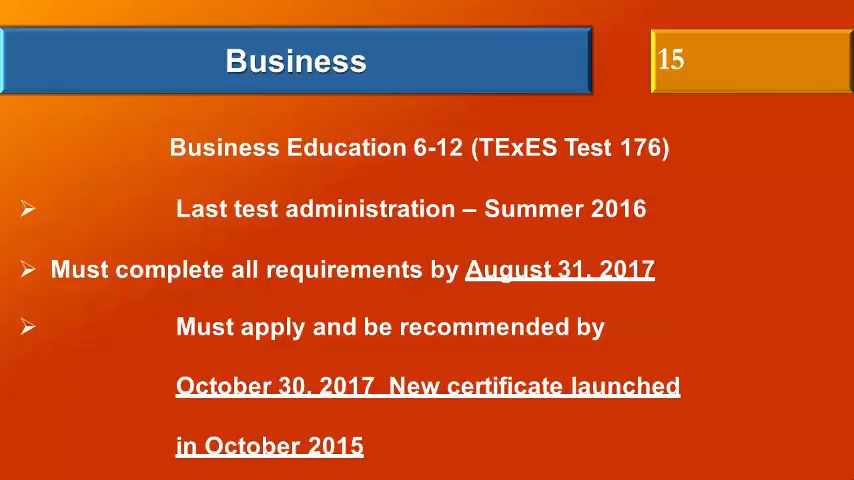 Business
15
Business Education 6-12 (TExES Test 176)
➢ Last test administration – Summer 2016
➢ Must complete all requirements by August 31, 2017
➢ Must apply and be recommended by
October 30, 2017 New certificate launched
in October 2015